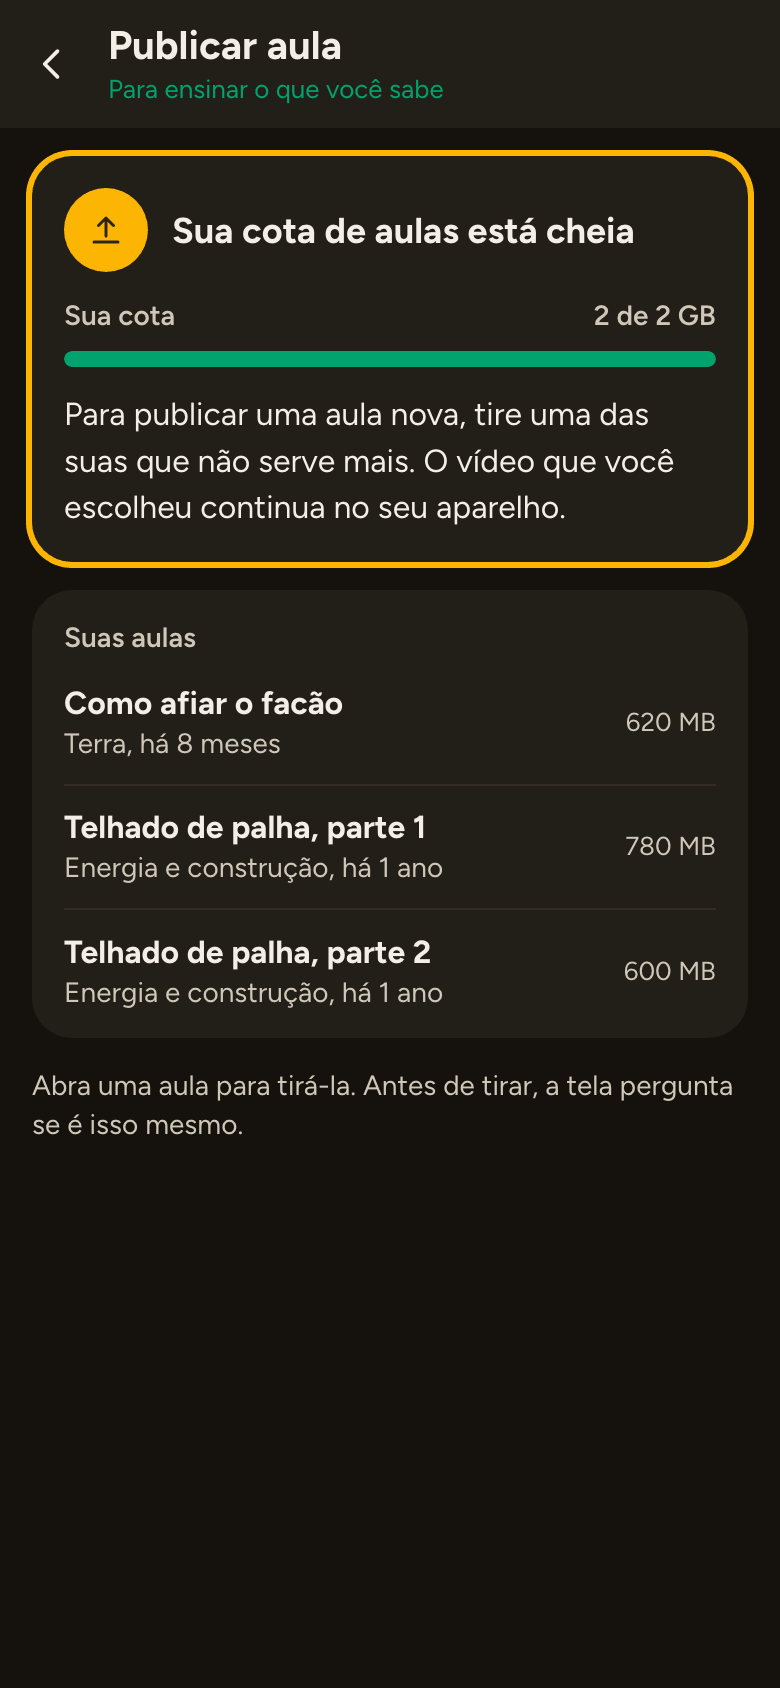 Publicar aula
Para ensinar o que você sabe
Sua cota de aulas está cheia
Sua cota
2 de 2 GB
Para publicar uma aula nova, tire uma das
suas que não serve mais. O vídeo que você
escolheu continua no seu aparelho.
Suas aulas
Como afiar o facão
Terra, há 8 meses
620 MB
Telhado de palha, parte 1
Energia e construção, há 1 ano
780 MB
Telhado de palha, parte 2
Energia e construção, há 1 ano
600 MB
Abra uma aula para tirá-la. Antes de tirar, a tela pergunta
se é isso mesmo.